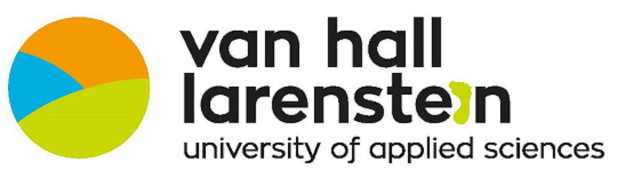 van hall
larenstein
university of applied sciences